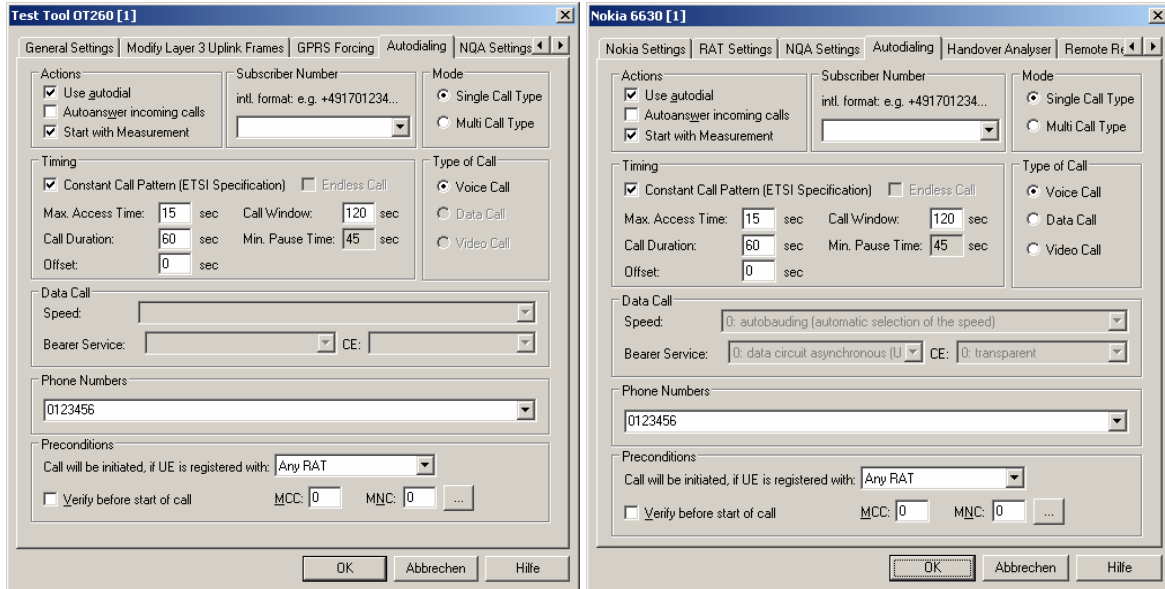 Test Tool OT260 [1]
General Settings Modify Layer 3 Uplink Frames GPRS Forcing Autodialing NQA Settings
Actions
Use autodial
Autoanswer incoming calls
Start with Measurement
Subscriber Number
intl. format: e.g. +491701234...
Mode
Single Call Type
Multi Call Type
Timing
Constant Call Pattern (ETSI Specification) Endless Call
Max. Access Time: 15 sec Call Window: 120 sec
Call Duration: 60 sec Min. Pause Time: 45 sec
Offset: 0 sec
Type of Call
Voice Call
Data Call
Video Call
Data Call
Speed:
Bearer Service: CE:
Phone Numbers
0123456
Preconditions
Call will be initiated, if UE is registered with: Any RAT
Verify before start of call MCC: 0 MNC: 0 ...
OK Abbrechen Hilfe
Nokia 6630 [1]
Nokia Settings RAT Settings NQA Settings Autodialing Handover Analyser Remote
Actions
Use autodial
Autoanswer incoming calls
Start with Measurement
Subscriber Number
intl. format: e.g. +491701234...
Mode
Single Call Type
Multi Call Type
Timing
Constant Call Pattern (ETSI Specification) Endless Call
Max. Access Time: 15 sec Call Window: 120 sec
Call Duration: 60 sec Min. Pause Time: 45 sec
Offset: 0 sec
Type of Call
Voice Call
Data Call
Video Call
Data Call
Speed: 0: autobauding (automatic selection of the speed)
Bearer Service: 0: data circuit asynchronous (U CE: 0: transparent
Phone Numbers
0123456
Preconditions
Call will be initiated, if UE is registered with: Any RAT
Verify before start of call MCC: 0 MNC: 0 ...
OK Abbrechen Hilfe